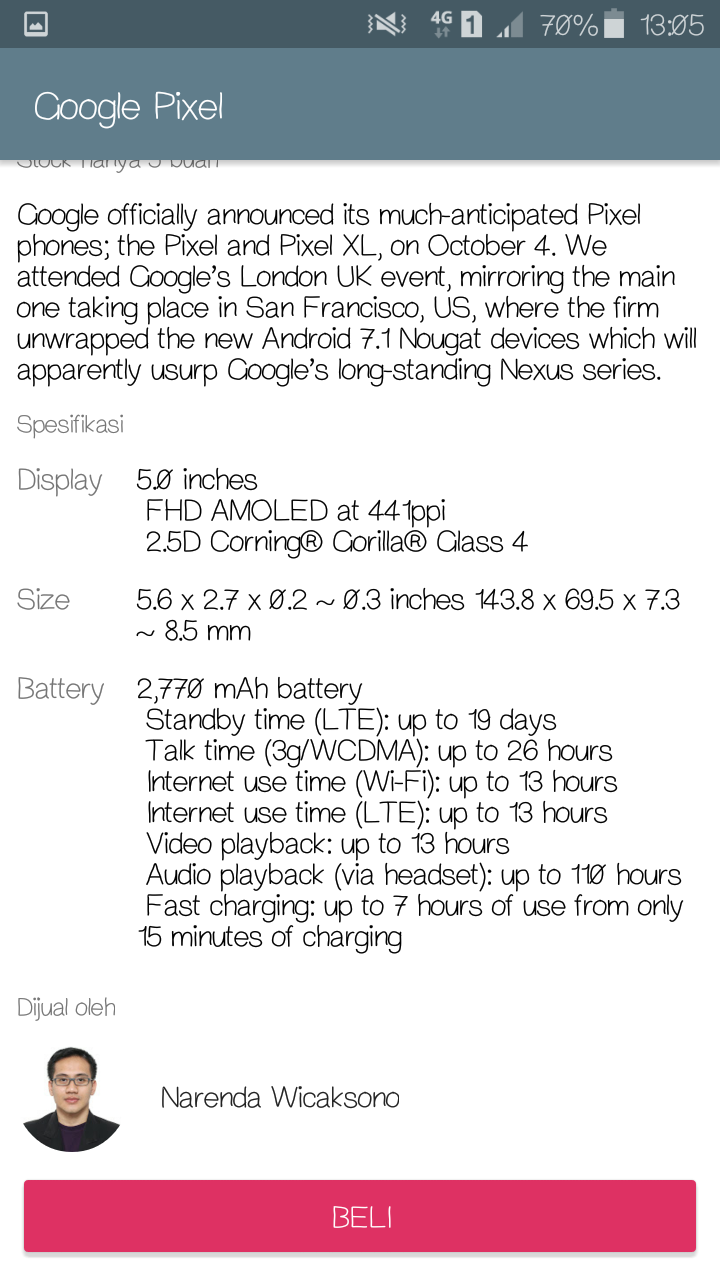 4G 1 70% 13:05
Google Pixel
Stock hanya 5 buah
Google officially announced its much-anticipated Pixel
phones; the Pixel and Pixel XL, on October 4. We
attended Google's London UK event, mirroring the main
one taking place in San Francisco, US, where the firm
unwrapped the new Android 7.1 Nougat devices which will
apparently usurp Google's long-standing Nexus series.
Spesifikasi
Display 5.0 inches
FHD AMOLED at 441ppi
2.5D Corning® Gorilla® Glass 4
Size 5.6 x 2.7 x 0.2 ~ 0.3 inches 143.8 x 69.5 x 7.3
~ 8.5 mm
Battery 2,770 mAh battery
Standby time (LTE): up to 19 days
Talk time (3g/WCDMA): up to 26 hours
Internet use time (Wi-Fi): up to 13 hours
Internet use time (LTE): up to 13 hours
Video playback: up to 13 hours
Audio playback (via headset): up to 110 hours
Fast charging: up to 7 hours of use from only
15 minutes of charging
Dijual oleh
Narenda Wicaksono
BELI